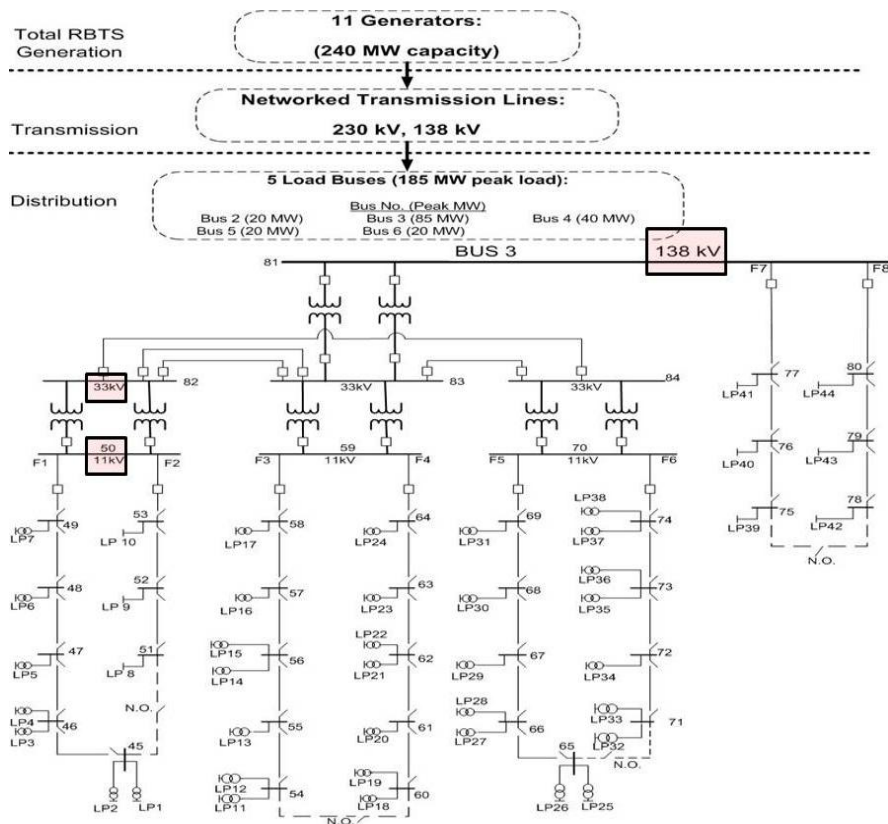 Total RBTS
Generation
11 Generators:
(240 MW capacity)
Transmission
Networked Transmission Lines:
230 kV, 138 kV
Distribution
5 Load Buses (185 MW peak load):
Bus No. (Peak MW)
Bus 2 (20 MW) Bus 3 (85 MW) Bus 4 (40 MW)
Bus 5 (20 MW) Bus 6 (20 MW)
81 BUS 3 138 kV
F7 F8
33kV 82 33kV 83 33kV 84
77 80
LP41 LP44
F1 50 11kV F2
F3 59 11kV F4
F5 70 11kV F6
76 79
LP40 LP43
75 78
LP39 LP42
N.O.
49 53 58 64 69 LP38 74
LP7 LP 10 LP17 LP24 LP31 LP37
48 52 57 63 68 LP36 73
LP6 LP 9 LP16 LP23 LP30 LP35
47 51 LP15 56 LP22 62 67 72
LP5 LP 8 LP14 LP21 LP29 LP34
N.O.
LP4 46 55 61 LP28 66 LP33 71
LP3 LP13 LP20 LP27 LP32
45 65 N.O.
LP12 54 LP19 60
LP11 LP18
LP2 LP1 LP26 LP25
N.O.